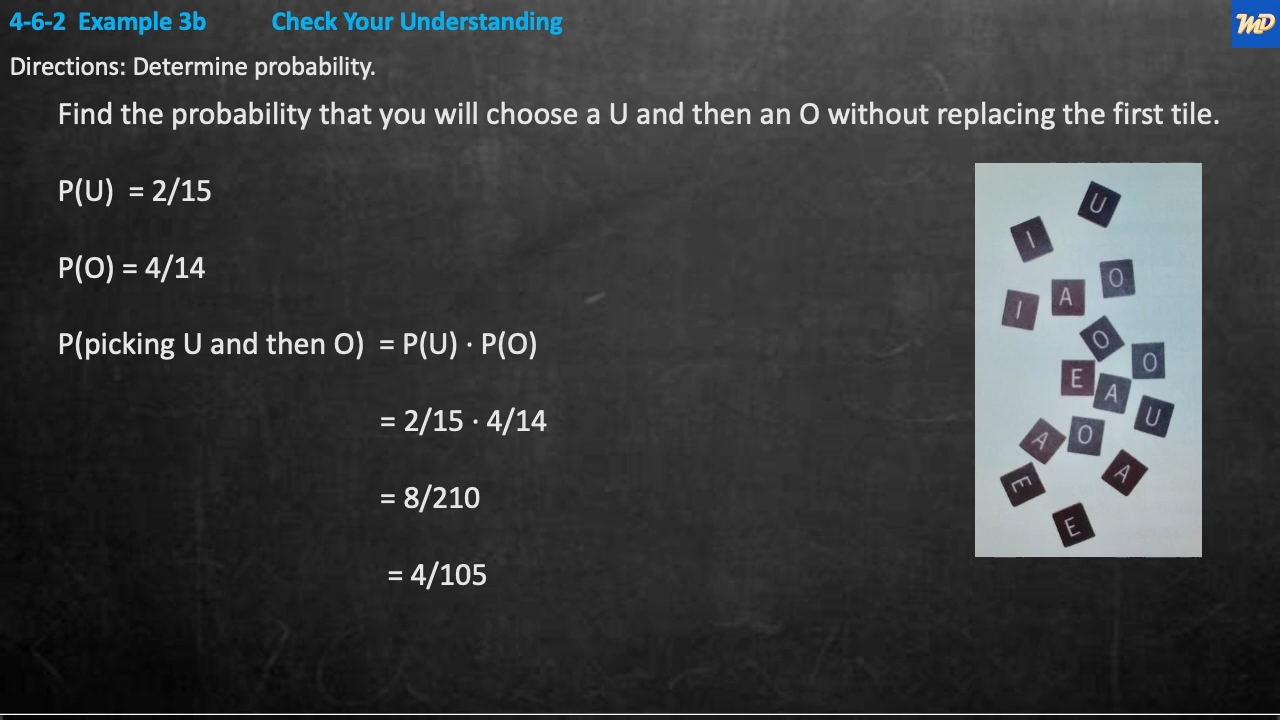 4-6-2 Example 3b Check Your Understanding
MD
Directions: Determine probability.
Find the probability that you will choose a U and then an O without replacing the first tile.
P(U) = 2/15
P(O) = 4/14
P(picking U and then O) = P(U) · P(O)
= 2/15 · 4/14
= 8/210
= 4/105
U
I
O
A
I
O
O
E
A
U
O
A
A
E
E